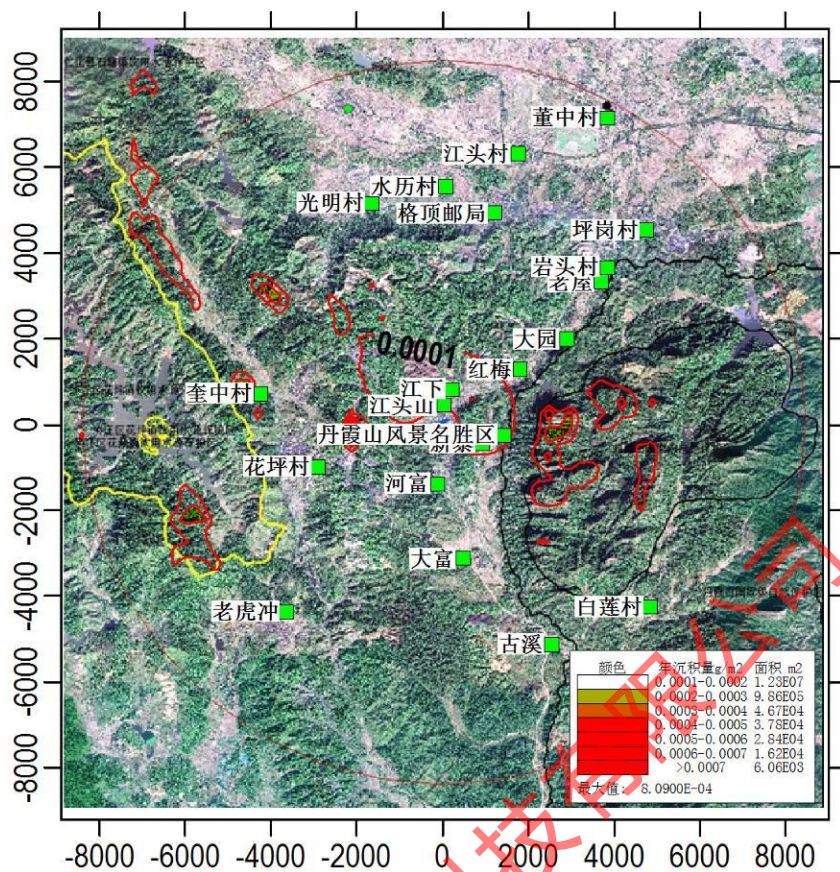 8000
6000
4000
2000
0
-2000
-4000
-6000
-8000
董中村
江头村
水历村
光明村
格顶邮局
坪岗村
岩头村
老屋
大园
0.0001
红梅
江下
奎中村
江头山
丹霞山风景名胜区
花坪村
河富
大富
老虎冲
白莲村
古溪
颜色 年沉积量g/m2 面积 m2
0.0001-0.0002 1.23E07
0.0002-0.0003 9.86E05
0.0003-0.0004 4.67E04
0.0004-0.0005 3.78E04
0.0005-0.0006 2.84E04
0.0006-0.0007 1.62E04
>0.0007 6.06E03
最大值: 8.0900E-04
-8000 -6000 -4000 -2000 0 2000 4000 6000 8000
技有限公司